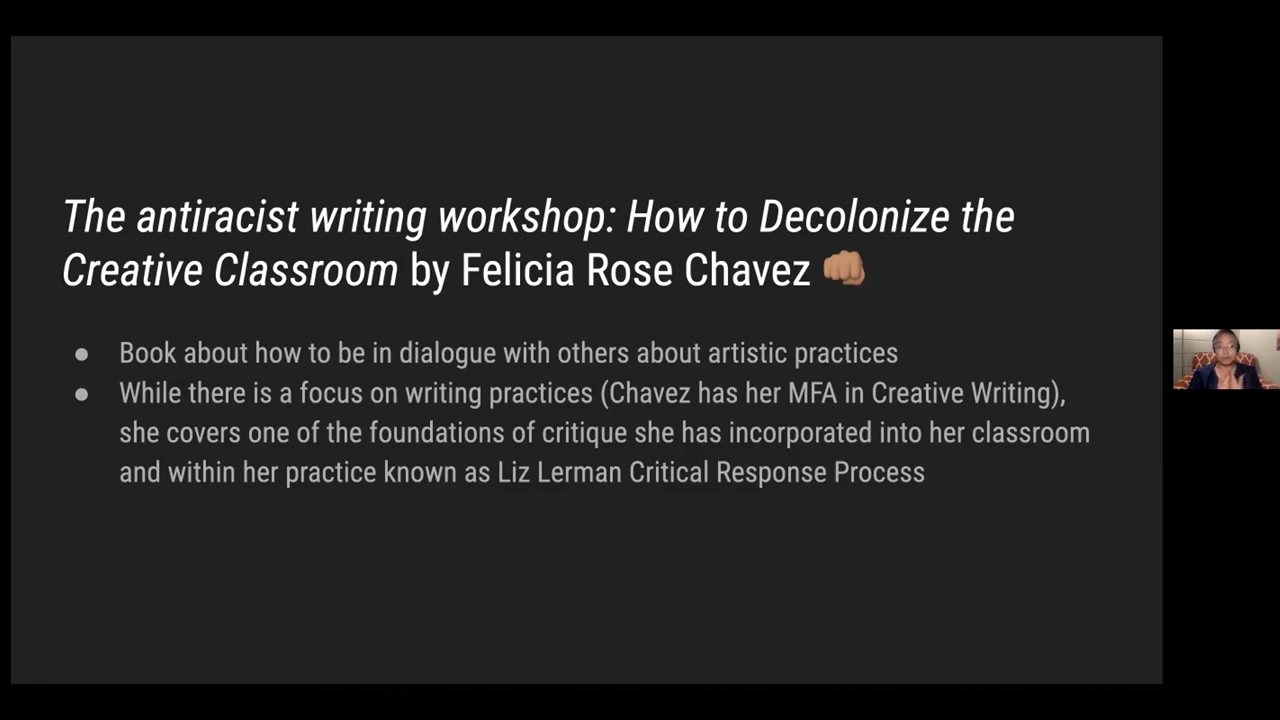 The antiracist writing workshop: How to Decolonize the
Creative Classroom by Felicia Rose Chavez 👊🏽
● Book about how to be in dialogue with others about artistic practices
● While there is a focus on writing practices (Chavez has her MFA in Creative Writing),
she covers one of the foundations of critique she has incorporated into her classroom
and within her practice known as Liz Lerman Critical Response Process